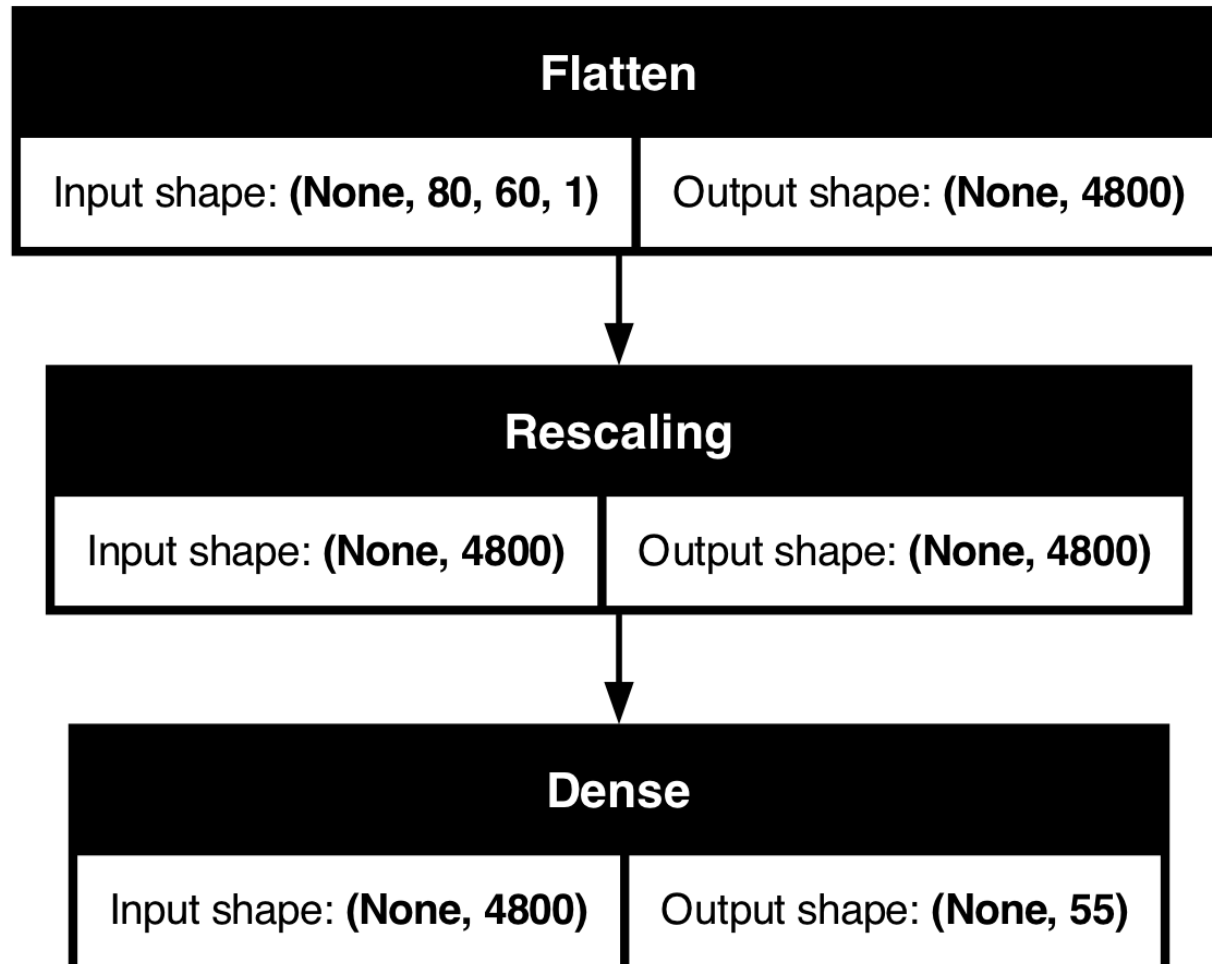 Flatten
Input shape: (None, 80, 60, 1) Output shape: (None, 4800)
Rescaling
Input shape: (None, 4800) Output shape: (None, 4800)
Dense
Input shape: (None, 4800) Output shape: (None, 55)